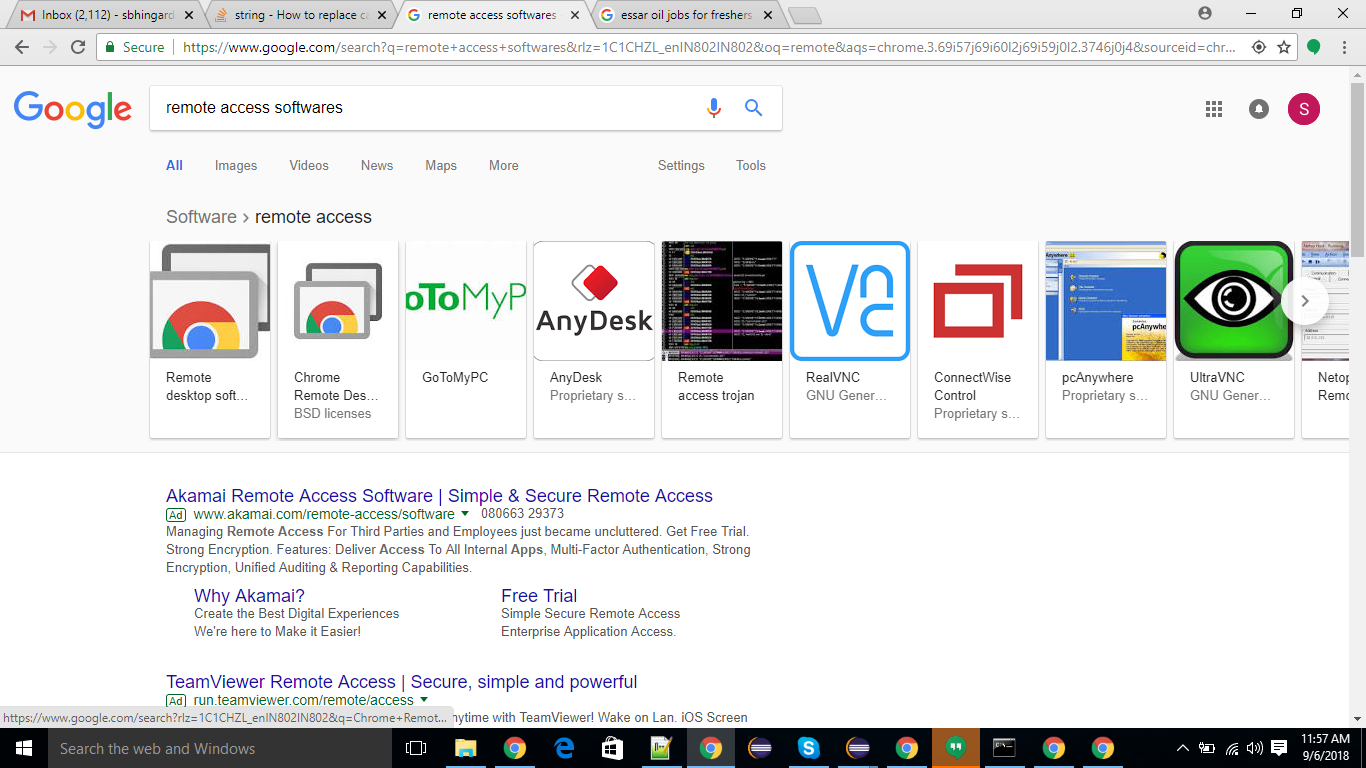 Inbox (2,112) - sbhingard
string - How to replace ca
remote access softwares
essar oil jobs for freshers
Secure
https://www.google.com/search?q=remote+access+softwares&rlz=1C1CHZL_enIN802IN802&oq=remote&aqs=chrome.3.69i57j69i60l2j69i59j0l2.3746j0j4&sourceid=chr...
Google
remote access softwares
S
All Images Videos News Maps More Settings Tools
Software › remote access
oToMyP
AnyDesk
pcAnywhere
Remote desktop soft...
Chrome Remote Des...
BSD licenses
GoToMyPC
AnyDesk
Proprietary s...
Remote access trojan
RealVNC
GNU Gener...
ConnectWise Control
Proprietary s...
pcAnywhere
Proprietary s...
UltraVNC
GNU Gener...
Netop
Remo
Akamai Remote Access Software | Simple & Secure Remote Access
Ad www.akamai.com/remote-access/software 080663 29373
Managing Remote Access For Third Parties and Employees just became uncluttered. Get Free Trial.
Strong Encryption. Features: Deliver Access To All Internal Apps, Multi-Factor Authentication, Strong
Encryption, Unified Auditing & Reporting Capabilities.
Why Akamai?
Create the Best Digital Experiences
We're here to Make it Easier!
Free Trial
Simple Secure Remote Access
Enterprise Application Access.
TeamViewer Remote Access | Secure, simple and powerful
Ad run.teamviewer.com/remote/access
nytime with TeamViewer! Wake on Lan. iOS Screen
https://www.google.com/search?rlz=1C1CHZL_enIN802IN802&q=Chrome+Remot...
Search the web and Windows
11:57 AM
9/6/2018